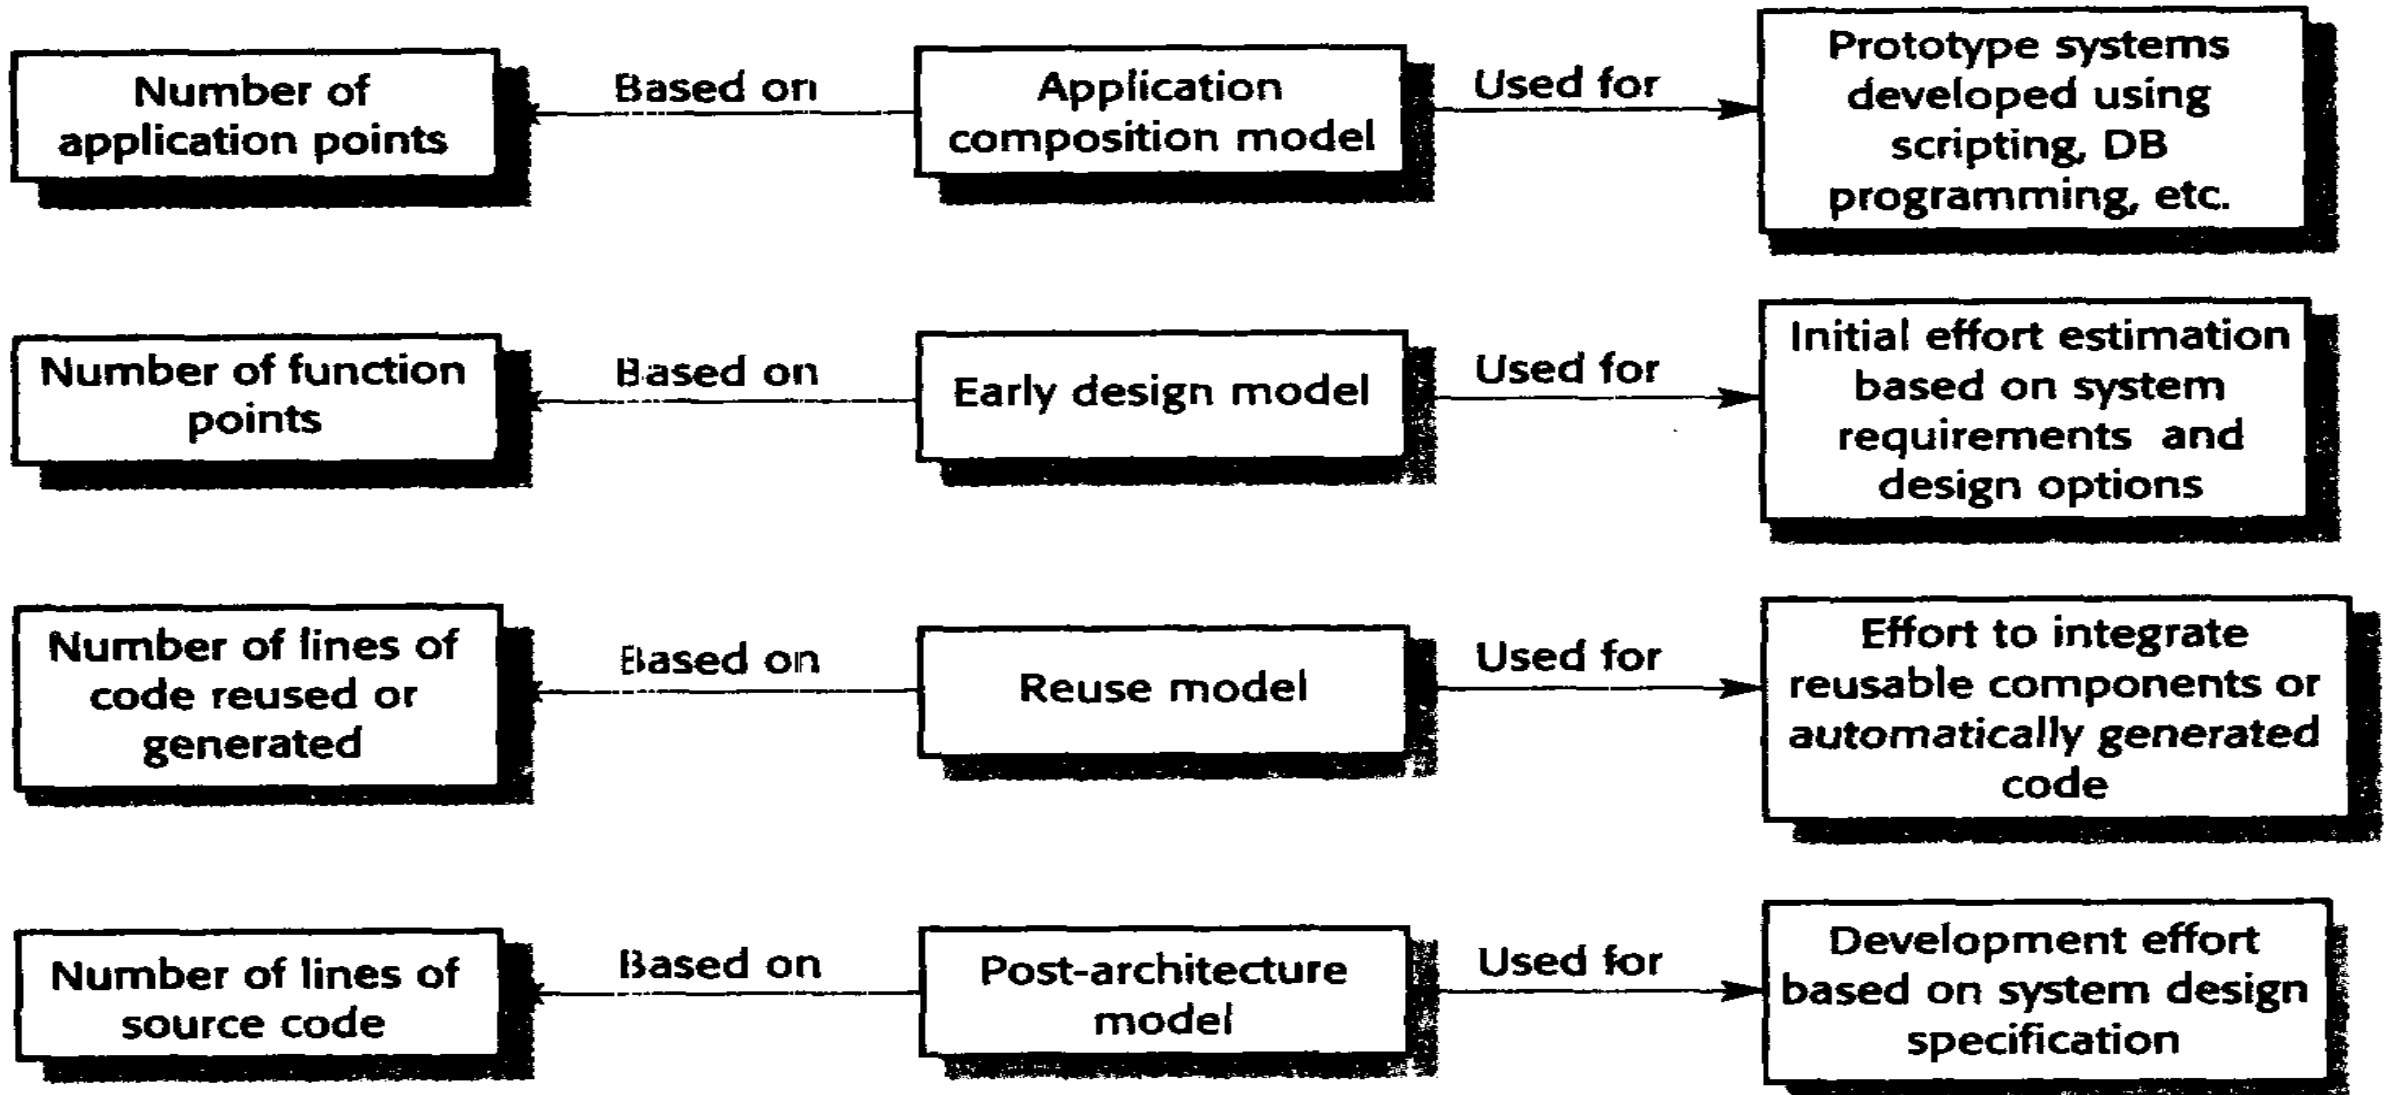 Number of
application points
Based on
Application
composition model
Used for
Prototype systems
developed using
scripting, DB
programming, etc.
Number of function
points
Based on
Early design model
Used for
Initial effort estimation
based on system
requirements and
design options
Number of lines of
code reused or
generated
Based on
Reuse model
Used for
Effort to integrate
reusable components or
automatically generated
code
Number of lines of
source code
Based on
Post-architecture
model
Used for
Development effort
based on system design
specification